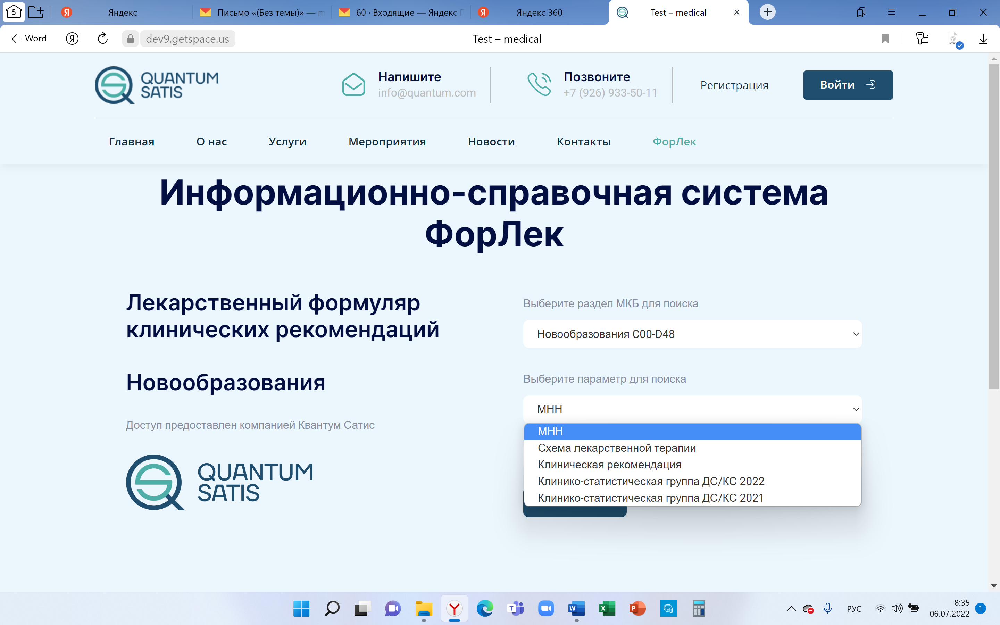 5
Яндекс
Письмо «(Без темы)» —
60 · Входящие — Яндекс
Яндекс 360
Test – medical
Word
dev9.getspace.us
Test – medical
QUANTUM
SATIS
Напишите
info@quantum.com
Позвоните
+7 (926) 933-50-11
Регистрация
Войти
Главная
О нас
Услуги
Мероприятия
Новости
Контакты
ФорЛек
Информационно-справочная система
ФорЛек
Лекарственный формуляр
клинических рекомендаций
Новообразования
Доступ предоставлен компанией Квантум Сатис
QUANTUM
SATIS
Выберите раздел МКБ для поиска
Новообразования C00-D48
Выберите параметр для поиска
МНН
МНН
Схема лекарственной терапии
Клиническая рекомендация
Клинико-статистическая группа ДС/КС 2022
Клинико-статистическая группа ДС/КС 2021
РУС
8:35
06.07.2022
1